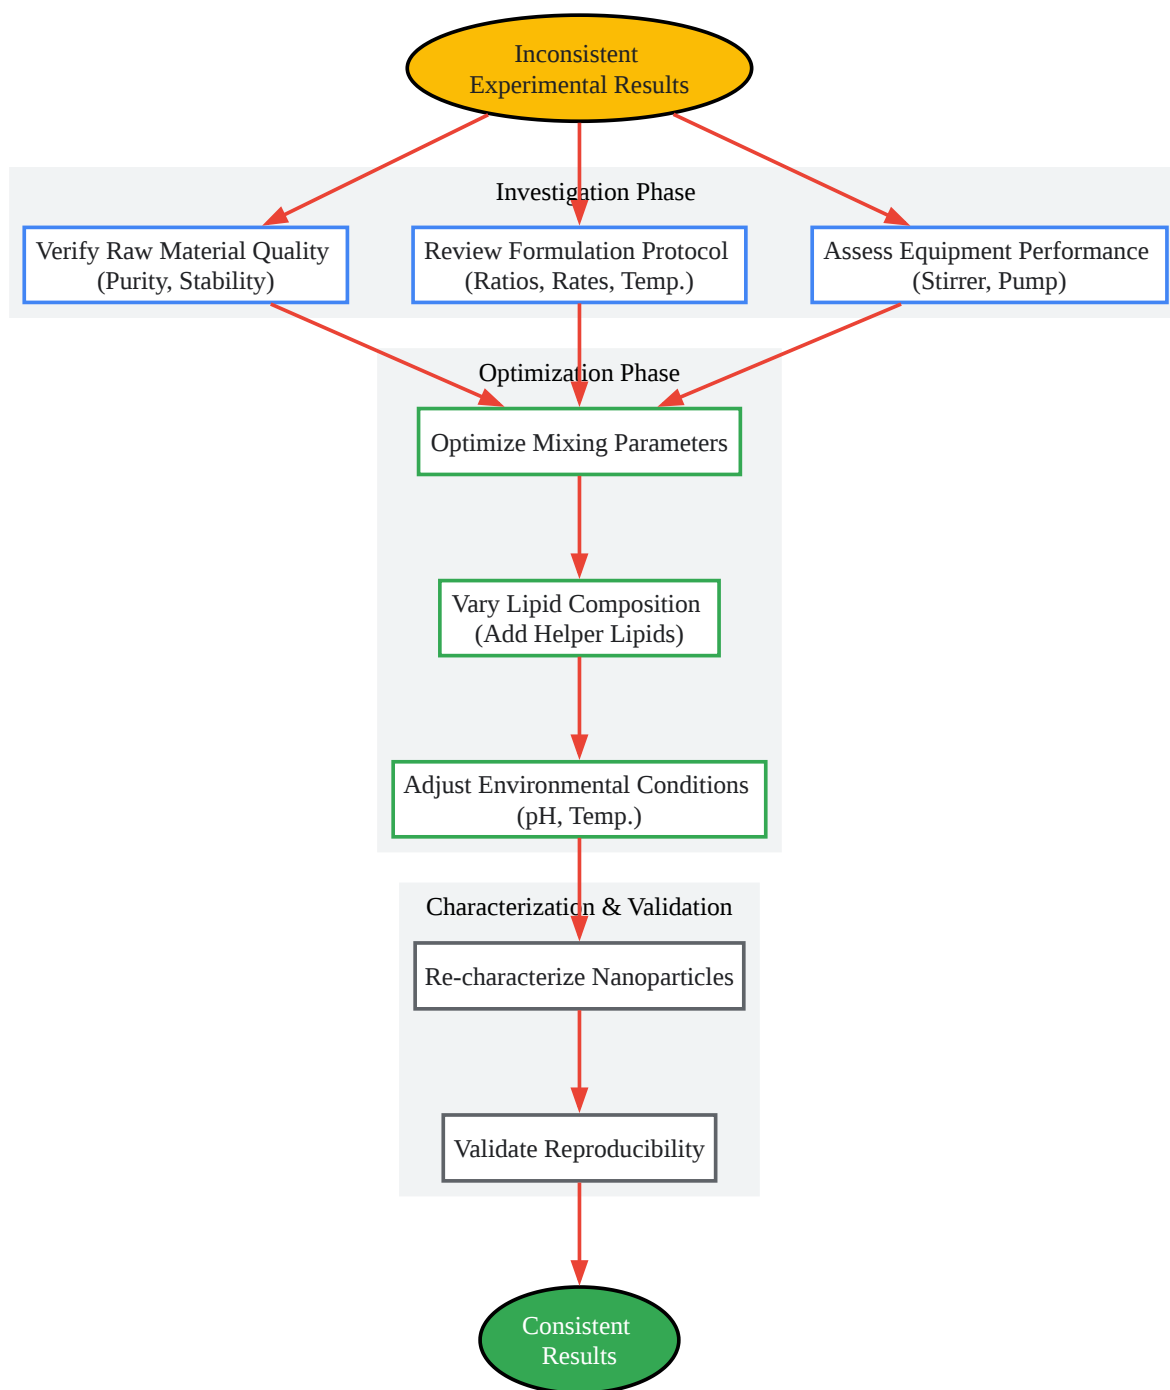 Inconsistent
Experimental Results
Investigation Phase
Verify Raw Material Quality
(Purity, Stability)
Review Formulation Protocol
(Ratios, Rates, Temp.)
Assess Equipment Performance
(Stirrer, Pump)
Optimization Phase
Optimize Mixing Parameters
Vary Lipid Composition
(Add Helper Lipids)
Adjust Environmental Conditions
(pH, Temp.)
Characterization & Validation
Re-characterize Nanoparticles
Validate Reproducibility
Consistent
Results